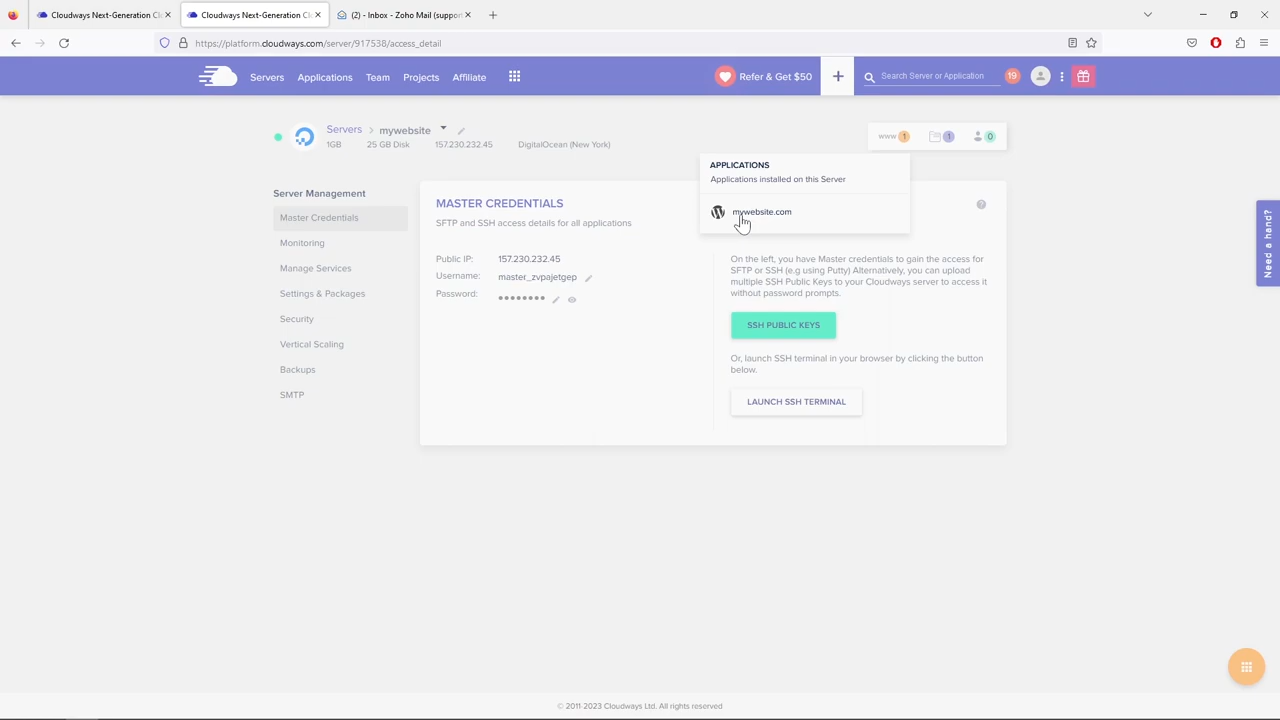 Cloudways Next-Generation Cl
Cloudways Next-Generation Cl
(2) - Inbox - Zoho Mail (support
https://platform.cloudways.com/server/917538/access_detail
Servers
Applications
Team
Projects
Affiliate
Refer & Get $50
Search Server or Application
19
Servers > mywebsite
1GB
25 GB Disk
157.230.232.45
DigitalOcean (New York)
www 1
1
0
APPLICATIONS
Applications installed on this Server
mywebsite.com
Server Management
Master Credentials
Monitoring
Manage Services
Settings & Packages
Security
Vertical Scaling
Backups
SMTP
MASTER CREDENTIALS
SFTP and SSH access details for all applications
Public IP: 157.230.232.45
Username: master_zvpajetgep
Password: ••••••••
On the left, you have Master credentials to gain the access for
SFTP or SSH (e.g using Putty) Alternatively, you can upload
multiple SSH Public Keys to your Cloudways server to access it
without password prompts.
SSH PUBLIC KEYS
Or, launch SSH terminal in your browser by clicking the button
below.
LAUNCH SSH TERMINAL
Need a hand?
© 2011-2023 Cloudways Ltd. All rights reserved